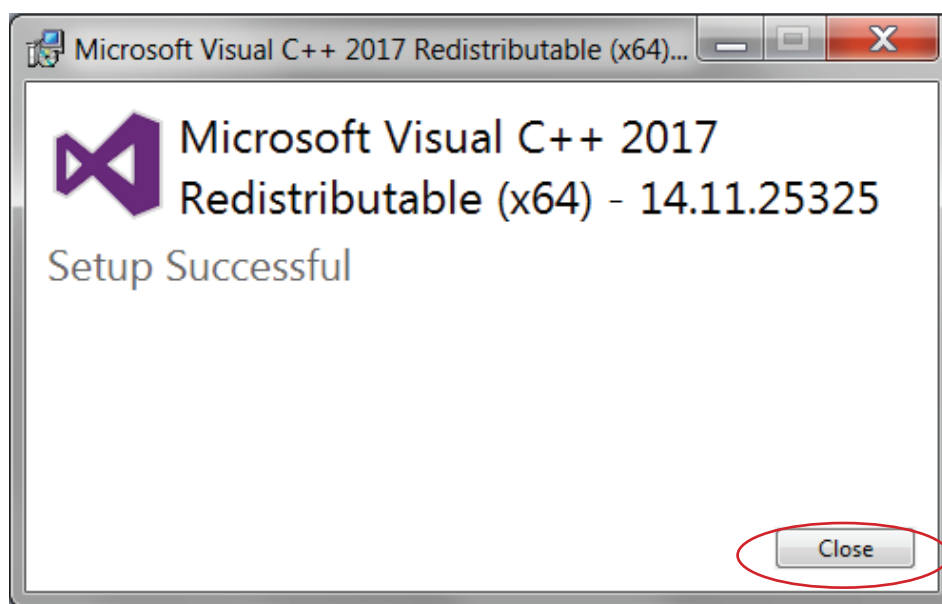 Microsoft Visual C++ 2017 Redistributable (x64)...
Microsoft Visual C++ 2017
Redistributable (x64) - 14.11.25325
Setup Successful
Close